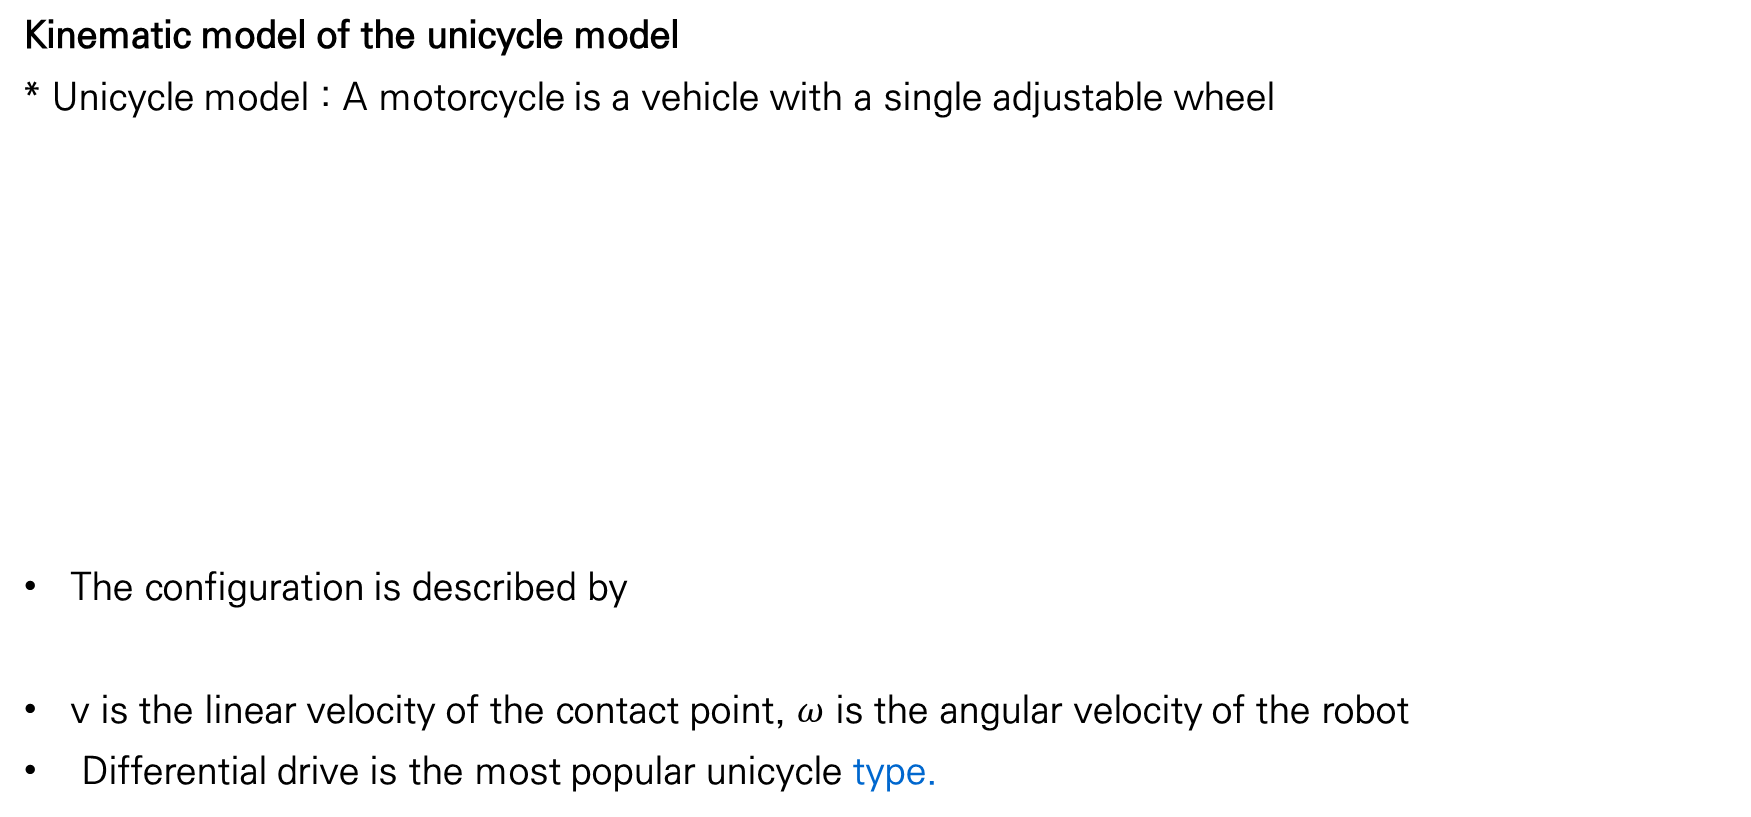 Kinematic model of the unicycle model
* Unicycle model : A motorcycle is a vehicle with a single adjustable wheel
• The configuration is described by
• v is the linear velocity of the contact point, ω is the angular velocity of the robot
• Differential drive is the most popular unicycle type.